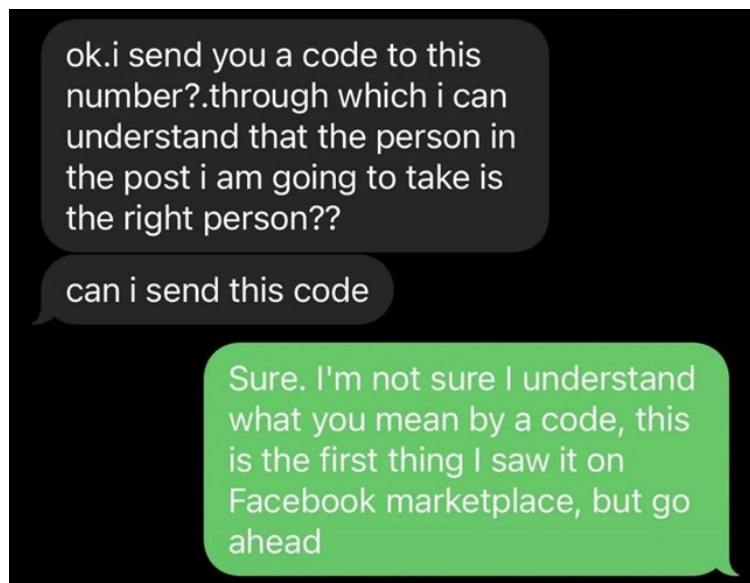 ok.i send you a code to this
number?.through which i can
understand that the person in
the post i am going to take is
the right person??
can i send this code
Sure. I'm not sure I understand
what you mean by a code, this
is the first thing I saw it on
Facebook marketplace, but go
ahead